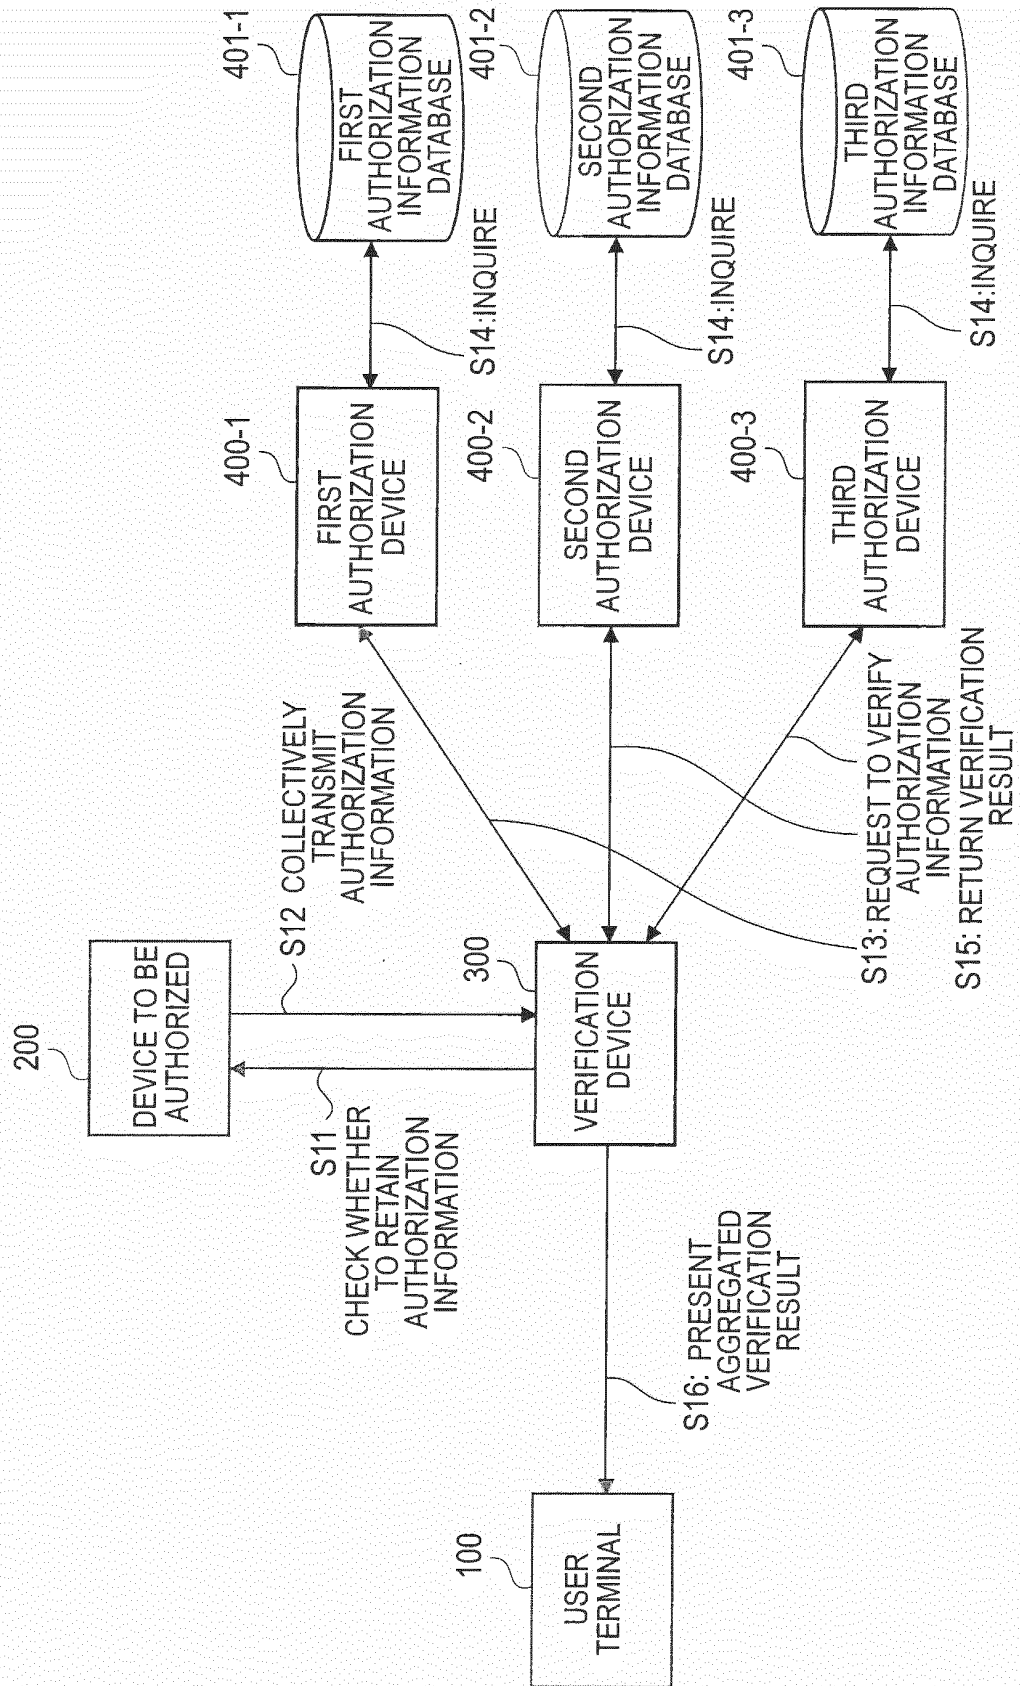 200
DEVICE TO BE
AUTHORIZED
S11
CHECK WHETHER
TO RETAIN
AUTHORIZATION
INFORMATION
S12 COLLECTIVELY
TRANSMIT
AUTHORIZATION
INFORMATION
100
USER
TERMINAL
S16: PRESENT
AGGREGATED
VERIFICATION
RESULT
300
VERIFICATION
DEVICE
S13: REQUEST TO VERIFY
AUTHORIZATION
INFORMATION
S15: RETURN VERIFICATION
RESULT
400-1
FIRST
AUTHORIZATION
DEVICE
S14:INQUIRE
401-1
FIRST
AUTHORIZATION
INFORMATION
DATABASE
400-2
SECOND
AUTHORIZATION
DEVICE
S14:INQUIRE
401-2
SECOND
AUTHORIZATION
INFORMATION
DATABASE
400-3
THIRD
AUTHORIZATION
DEVICE
S14:INQUIRE
401-3
THIRD
AUTHORIZATION
INFORMATION
DATABASE